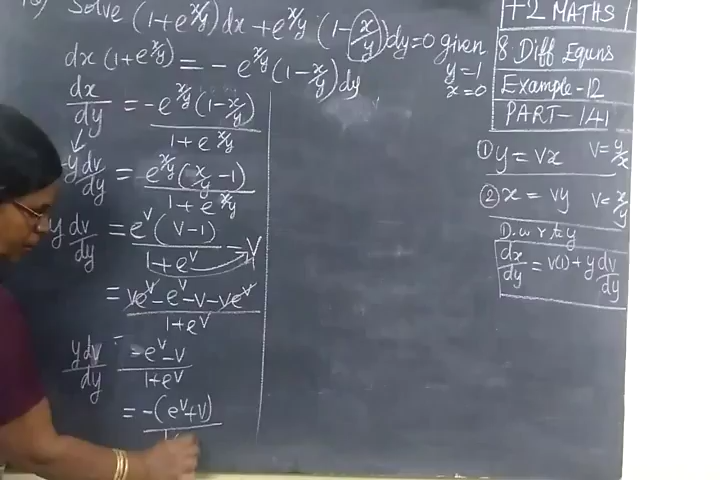 Solve (1+e^x/y)dx + e^x/y (1-x/y)dy=0 given
y=1
x=0
dx (1+e^x/y) = - e^x/y (1-x/y) dy
dx/dy = -e^x/y (1-x/y) / 1+e^x/y
y dv/dy = e^x/y (x/y -1) / 1+e^x/y
y dv/dy = e^v (v-1) / 1+e^v - v
= ve^v - e^v - v - ve^v / 1+e^v
y dv/dy = -e^v - v / 1+e^v
= -(e^v+v)
+2 MATHS
8 Diff Equns
Example-12
PART-141
① y = vx v = y/x
② x = vy v = x/y
D. w r to y
dx/dy = v(1) + y dv/dy